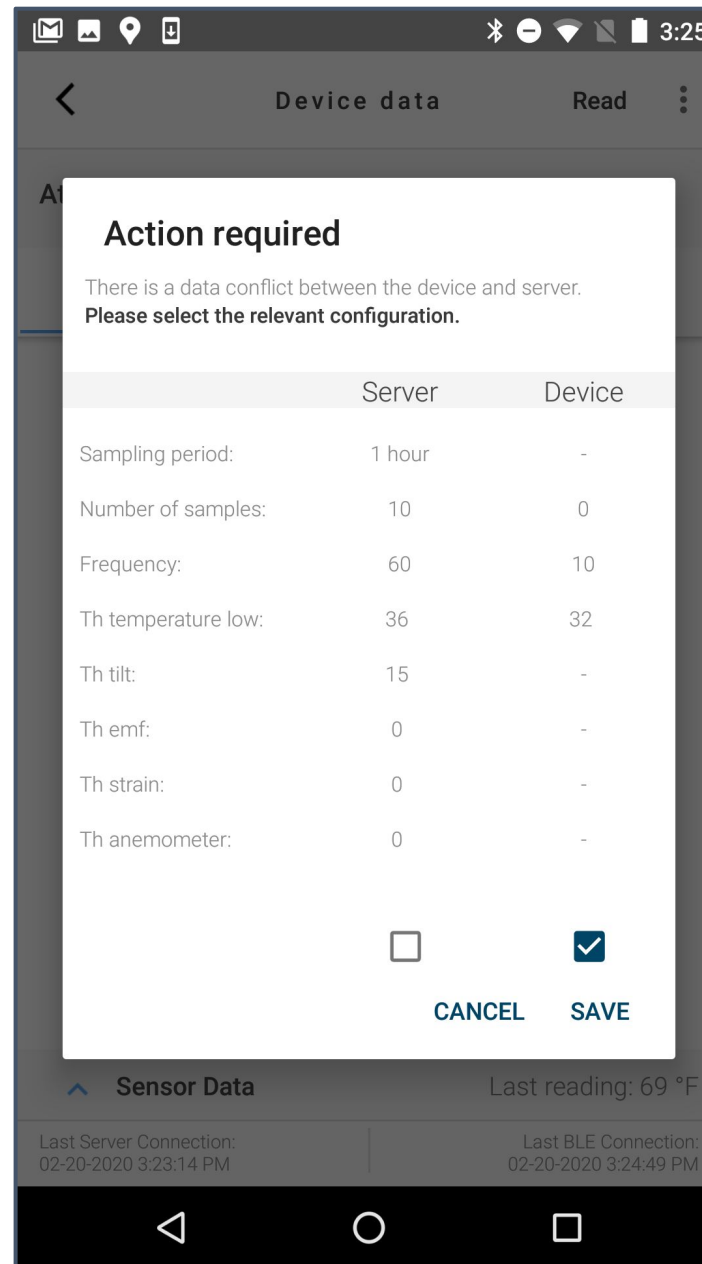 3:25
Device data Read
At
Action required
There is a data conflict between the device and server.
Please select the relevant configuration.
Server Device
Sampling period: 1 hour -
Number of samples: 10 0
Frequency: 60 10
Th temperature low: 36 32
Th tilt: 15 -
Th emf: 0 -
Th strain: 0 -
Th anemometer: 0 -
CANCEL SAVE
Sensor Data Last reading: 69 °F
Last Server Connection: Last BLE Connection:
02-20-2020 3:23:14 PM 02-20-2020 3:24:49 PM